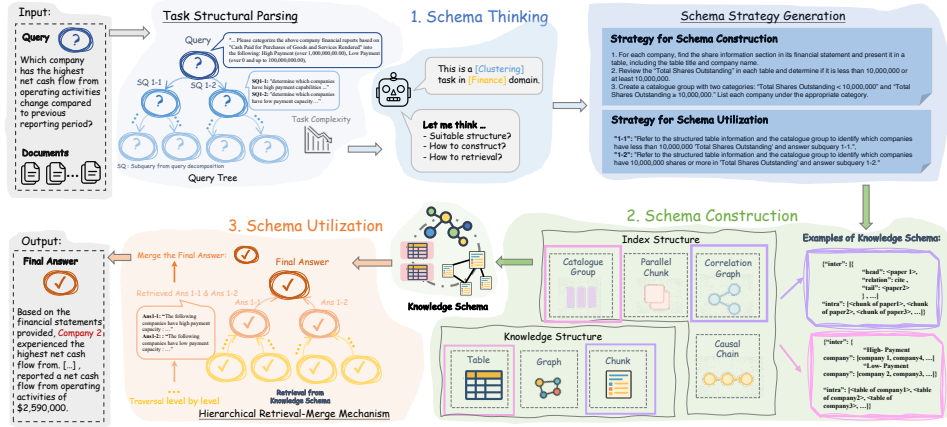 Input:
Query
?
Which company
has the highest
net cash flow from
operating activities
change compared
to previous
reporting period?
Documents
...
Task Structural Parsing
Query
?
SQ 1-1
SQ 1-2
"... Please categorize the above company financial reports based on
"Cash Paid for Purchases of Goods and Services Rendered" into
the following: High Payment (over 1,000,000,00.00), Low Payment
(over 0 and up to 100,000,000.00).
SQ1-1: "determine which companies
have high payment capabilities ..."
SQ1-2: "determine which companies
have low payment capacity...."
Task Complexity
SQ : Subquery from query decomposition
Query Tree
1. Schema Thinking
This is a [Clustering]
task in [Finance] domain.
Let me think ...
- Suitable structure?
- How to construct?
- How to retrieval?
Schema Strategy Generation
Strategy for Schema Construction
1. For each company, find the share information section in its financial statement and present it in a
table, including the table title and company name.
2. Review the "Total Shares Outstanding" in each table and determine if it is less than 10,000,000 or
at least 10,000,000.
3. Create a catalogue group with two categories: "Total Shares Outstanding < 10,000,000" and "Total
Shares Outstanding ≥ 10,000,000." List each company under the appropriate category.
Strategy for Schema Utilization
"1-1": "Refer to the structured table information and the catalogue group to identify which companies
have less than 10,000,000 'Total Shares Outstanding' and answer subquery 1-1.",
"1-2": "Refer to the structured table information and the catalogue group to identify which companies
have 10,000,000 shares or more in 'Total Shares Outstanding' and answer subquery 1-2."
2. Schema Construction
Index Structure
Catalogue
Group
Parallel
Chunk
Correlation
Graph
Causal
Chain
Knowledge Structure
Table
Graph
Chunk
Examples of Knowledge Schema:
{"inter": [{
"head": <paper 1>,
"relation": cite ,
"tail": <paper2>
} , ...]
"intra": [<chunk of paper1>, <chunk
of paper2>, <chunk of paper3>, ...]}
{"inter": {
"High- Payment
company": [company 1, company4, ...]
"Low- Payment
company": [company 2, company3, ...]
"intra": [<table of company1>, <table
of company2>, <table of
company3>, ...]}
Knowledge Schema
3. Schema Utilization
Merge the Final Answer:
Final Answer
Retrieved Ans 1-1 & Ans 1-2
Ans 1-1
Ans 1-2
Ans1-1: "The following
companies have high payment
capacity : ..."
Ans1-2: : "The following
companies have low payment
capacity : ..."
Traversal level by level
Retrieval from
Knowledge Schema
Hierarchical Retrieval-Merge Mechanism
Output:
Final Answer
Based on the
financial statements
provided, Company 2
experienced the
highest net cash
flow from. [...] ,
reported a net cash
flow from operating
activities of
$2,590,000.